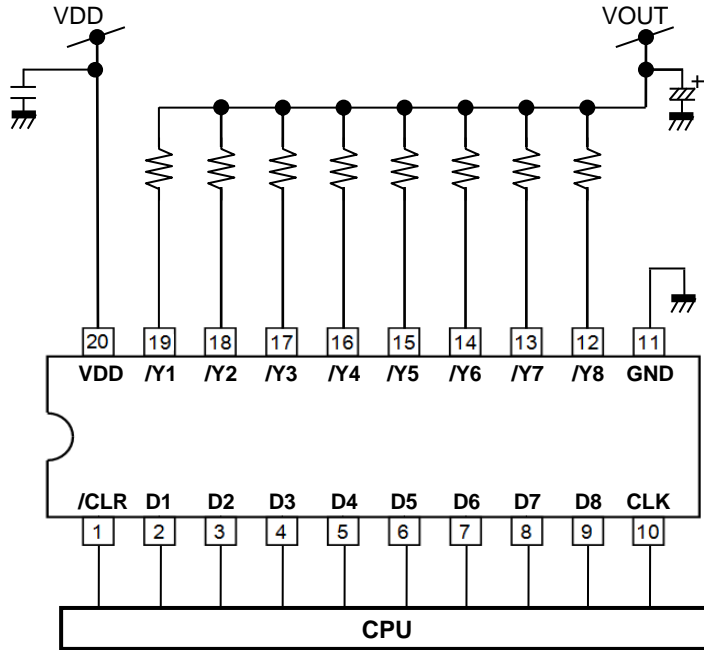 VDD VOUT
+
20 19 18 17 16 15 14 13 12 11
VDD /Y1 /Y2 /Y3 /Y4 /Y5 /Y6 /Y7 /Y8 GND
/CLR D1 D2 D3 D4 D5 D6 D7 D8 CLK
1 2 3 4 5 6 7 8 9 10
CPU